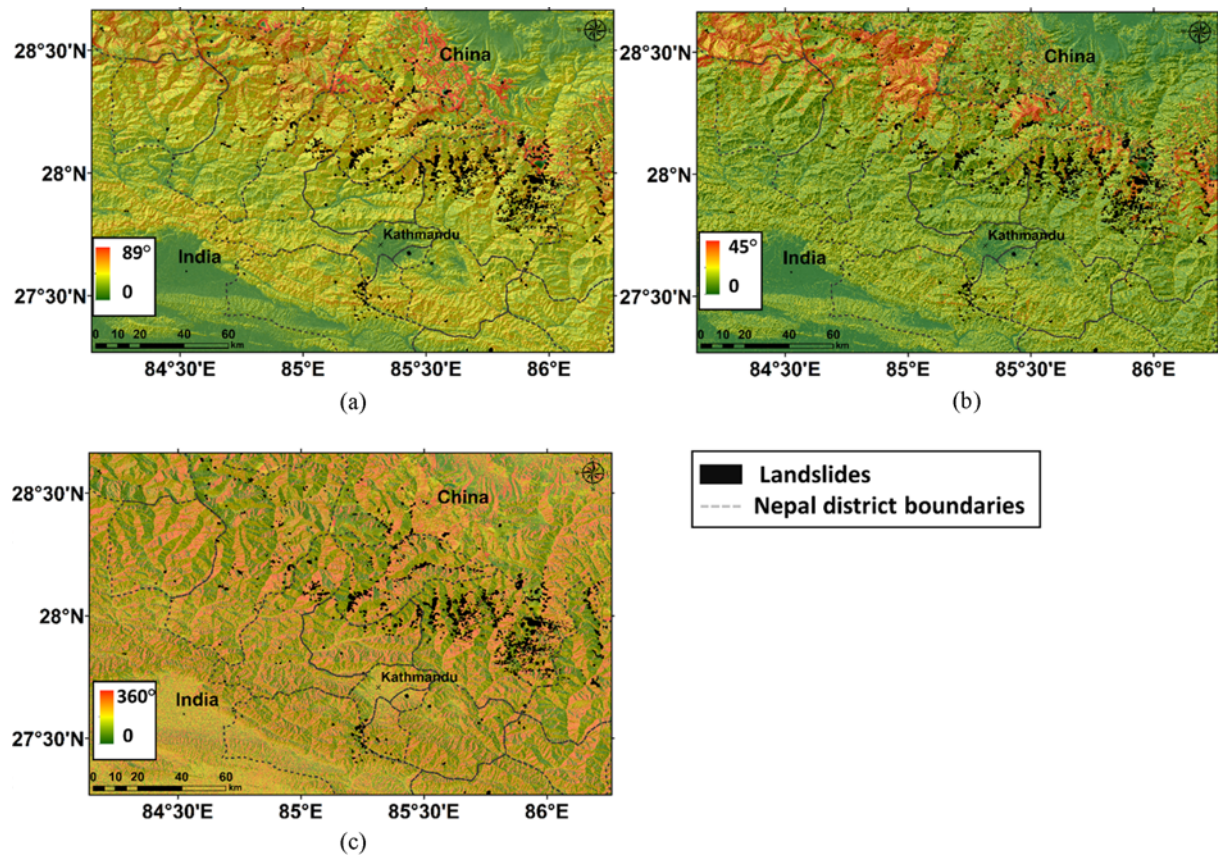 28°30'N
28°N
27°30'N
China
Kathmandu
India
89°
0
0 10 20 40 60
km
84°30'E 85°E 85°30'E 86°E
(a)
28°30'N
28°N
27°30'N
China
Kathmandu
India
45°
0
0 10 20 40 60
km
84°30'E 85°E 85°30'E 86°E
(b)
28°30'N
28°N
27°30'N
China
Kathmandu
India
360°
0
0 10 20 40 60
km
84°30'E 85°E 85°30'E 86°E
(c)
Landslides
Nepal district boundaries